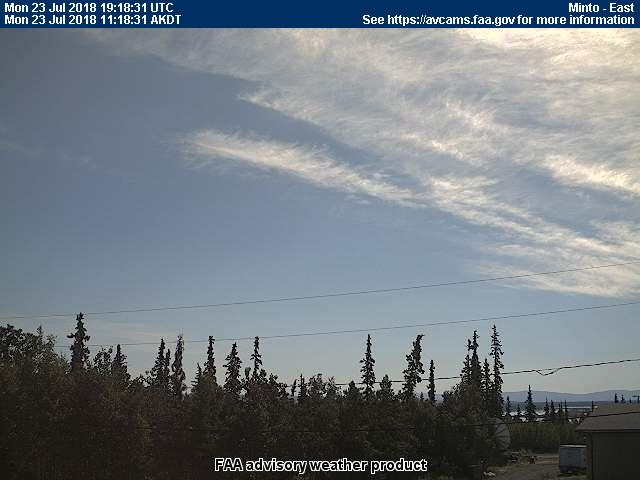 Mon 23 Jul 2018 19:18:31 UTC Minto - East
Mon 23 Jul 2018 11:18:31 AKDT See https://avcams.faa.gov for more information
FAA advisory weather product